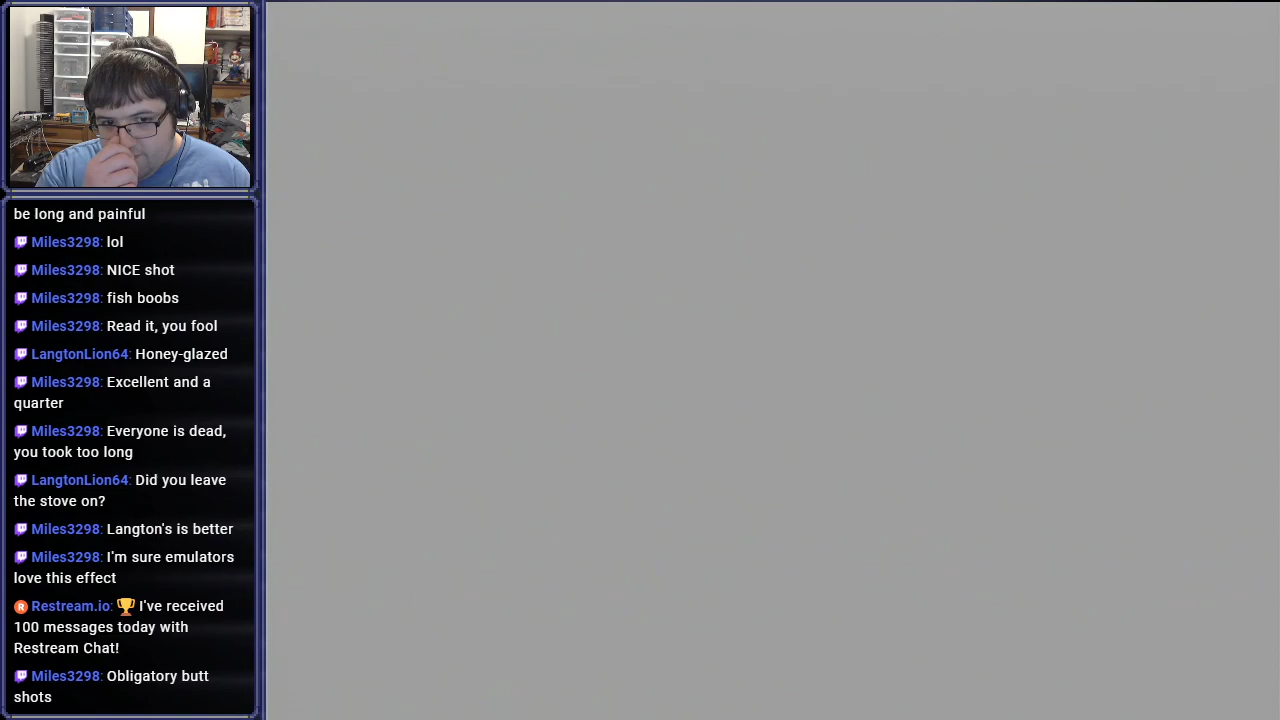 be long and painful
Miles3298: lol
Miles3298: NICE shot
Miles3298: fish boobs
Miles3298: Read it, you fool
LangtonLion64: Honey-glazed
Miles3298: Excellent and a
quarter
Miles3298: Everyone is dead,
you took too long
LangtonLion64: Did you leave
the stove on?
Miles3298: Langton's is better
Miles3298: I'm sure emulators
love this effect
Restream.io: 🏆 I've received
100 messages today with
Restream Chat!
Miles3298: Obligatory butt
shots